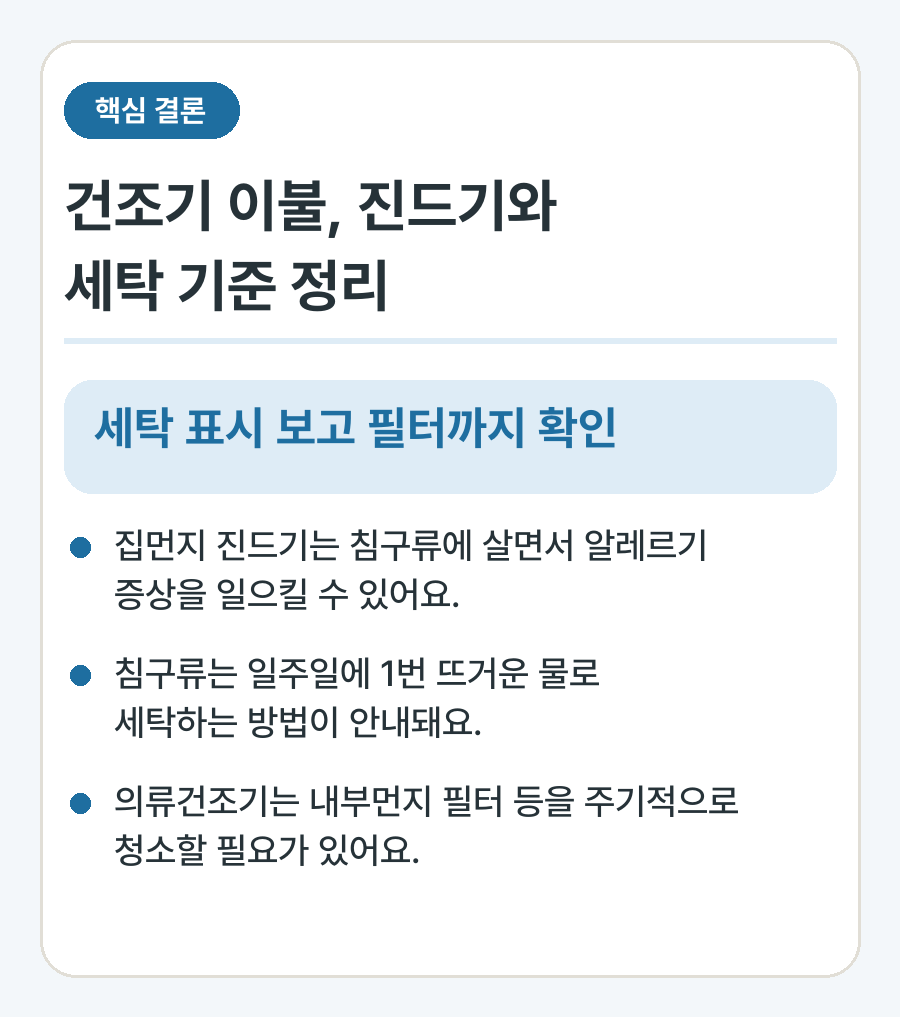 핵심 결론
건조기 이불, 진드기와
세탁 기준 정리
세탁 표시 보고 필터까지 확인
집먼지 진드기는 침구류에 살면서 알레르기
증상을 일으킬 수 있어요.
침구류는 일주일에 1번 뜨거운 물로
세탁하는 방법이 안내돼요.
의류건조기는 내부먼지 필터 등을 주기적으로
청소할 필요가 있어요.